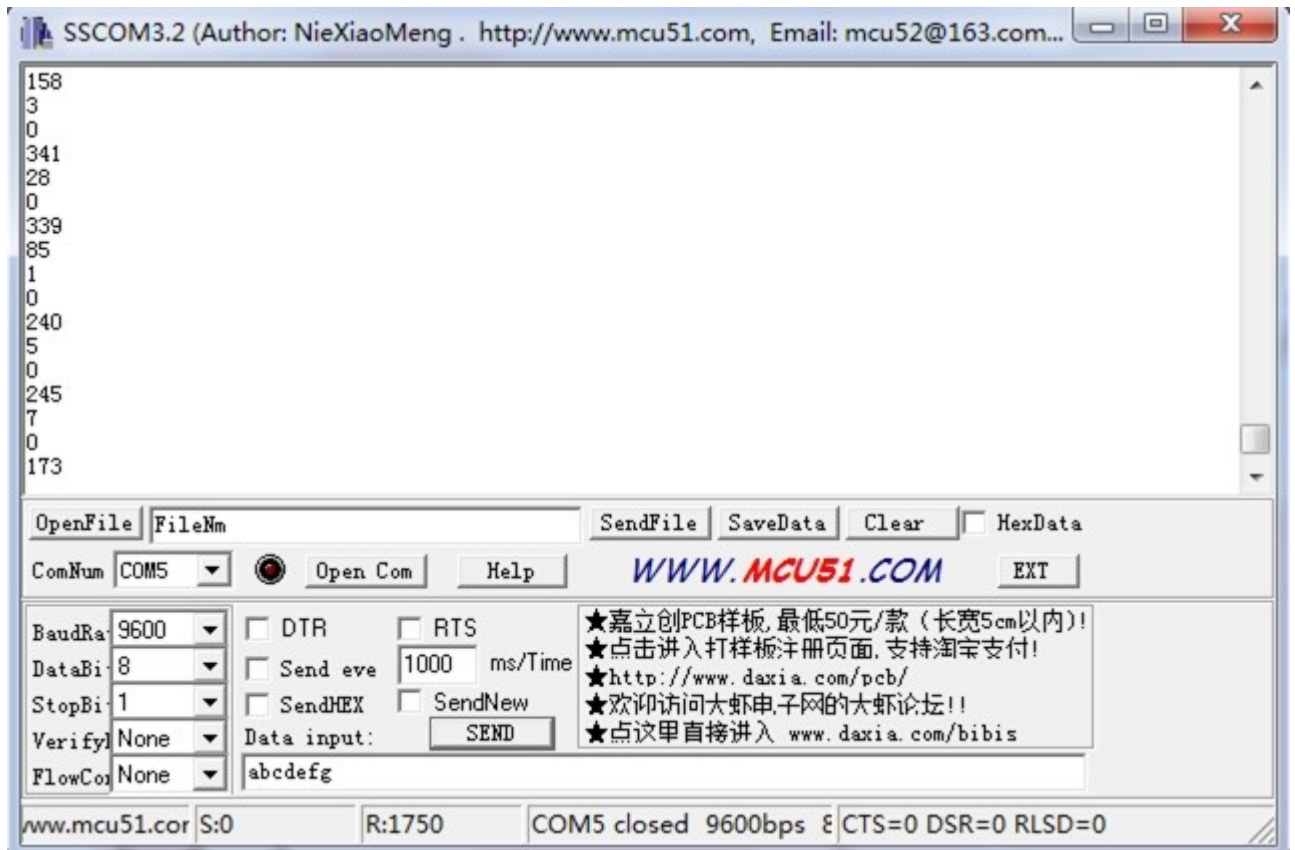 SSCOM3.2 (Author: NieXiaoMeng . http://www.mcu51.com, Email: mcu52@163.com...
158
3
0
341
28
0
339
85
1
0
240
5
0
245
7
0
173
OpenFile FileNm SendFile SaveData Clear HexData
ComNum COM5 Open Com Help WWW.MCU51.COM EXT
BaudRa 9600 DTR RTS
DataBi 8 Send eve 1000 ms/Time
StopBi 1 SendHEX SendNew
Verify None Data input: SEND
FlowCo None abcdefg
★嘉立创PCB样板,最低50元/款（长宽5cm以内)!
★点击进入打样板注册页面,支持淘宝支付!
★http://www.daxia.com/pcb/
★欢迎访问大虾电子网的大虾论坛!!
★点这里直接进入 www.daxia.com/bibis
www.mcu51.cor S:0 R:1750 COM5 closed 9600bps 8 CTS=0 DSR=0 RLSD=0